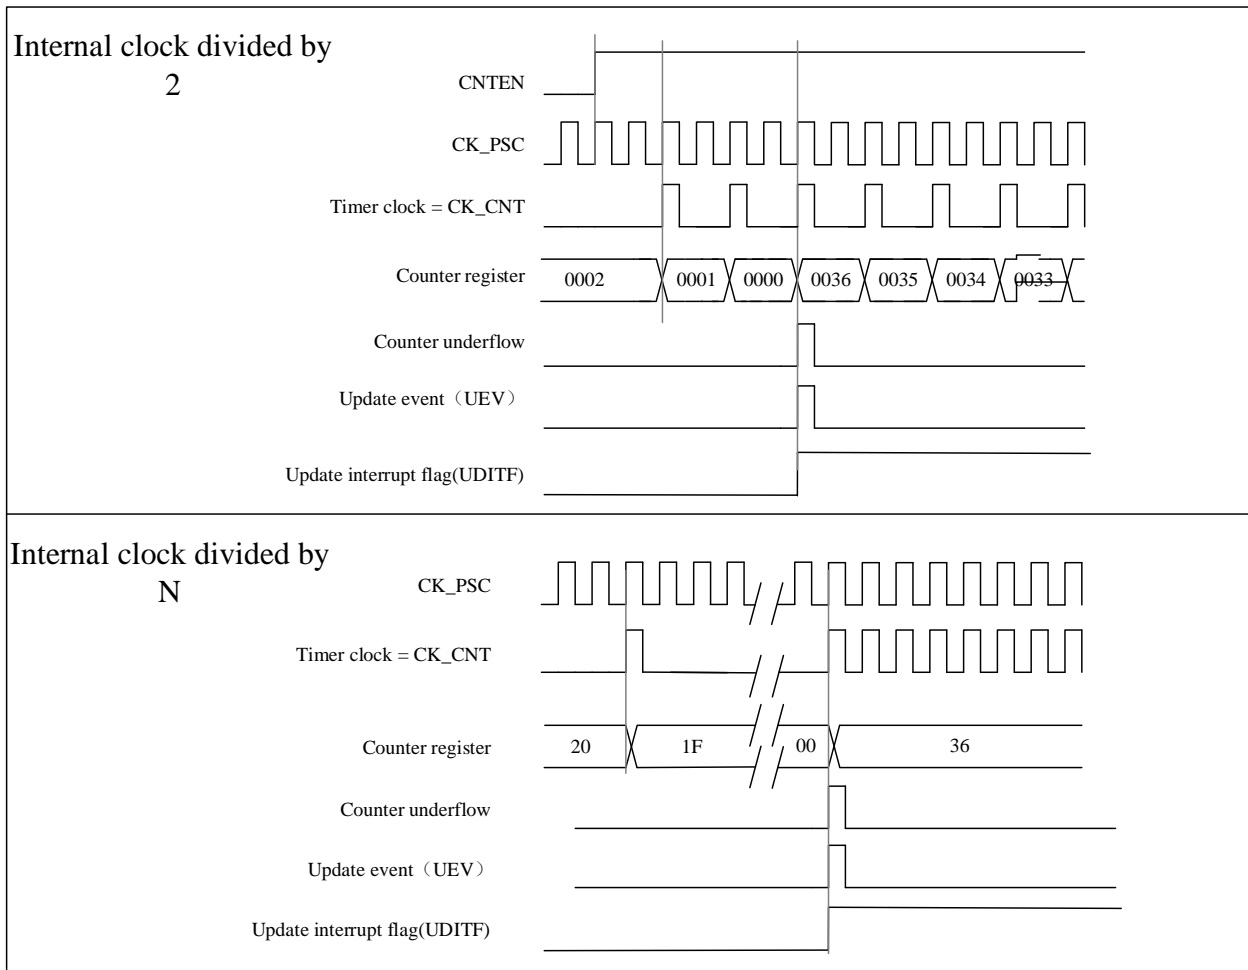 Internal clock divided by
2
CNTEN
CK_PSC
Timer clock = CK_CNT
Counter register
0002 0001 0000 0036 0035 0034 0033
Counter underflow
Update event（UEV）
Update interrupt flag(UDITF)
Internal clock divided by
N
CK_PSC
Timer clock = CK_CNT
Counter register
20 1F 00 36
Counter underflow
Update event（UEV）
Update interrupt flag(UDITF)